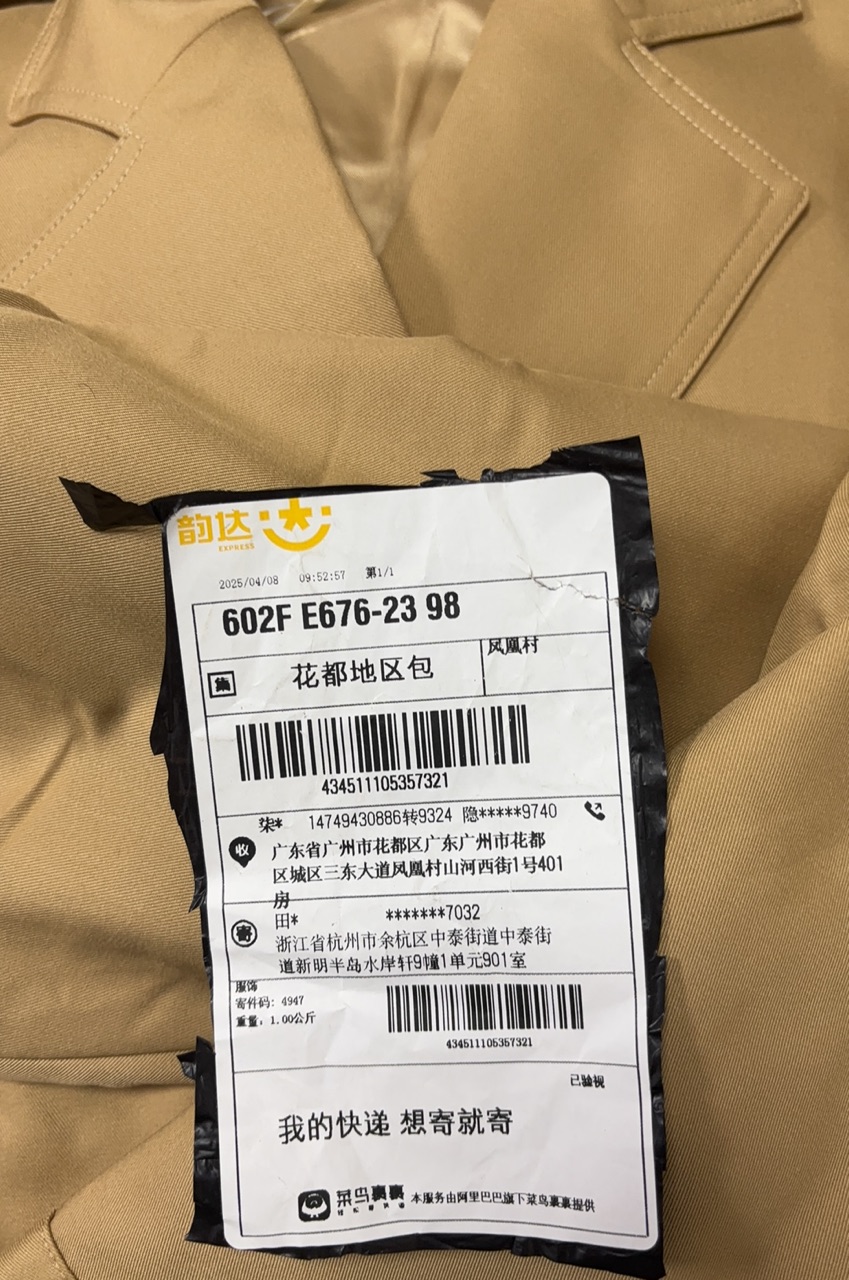 韵达
EXPRESS
2025/04/08 09:52:57 第1/1
602F E676-23 98
集 花都地区包 凤凰村
434511105357321
柒* 14749430886转9324 隐*****9740
收 广东省广州市花都区广东广州市花都
区城区三东大道凤凰村山河西街1号401
房
田* *******7032
寄 浙江省杭州市余杭区中泰街道中泰街
道新明半岛水岸轩9幢1单元901室
服饰
寄件码: 4947
重量: 1.00公斤
434511105357321
已验视
我的快递 想寄就寄
菜鸟裹裹 本服务由阿里巴巴旗下菜鸟裹裹提供